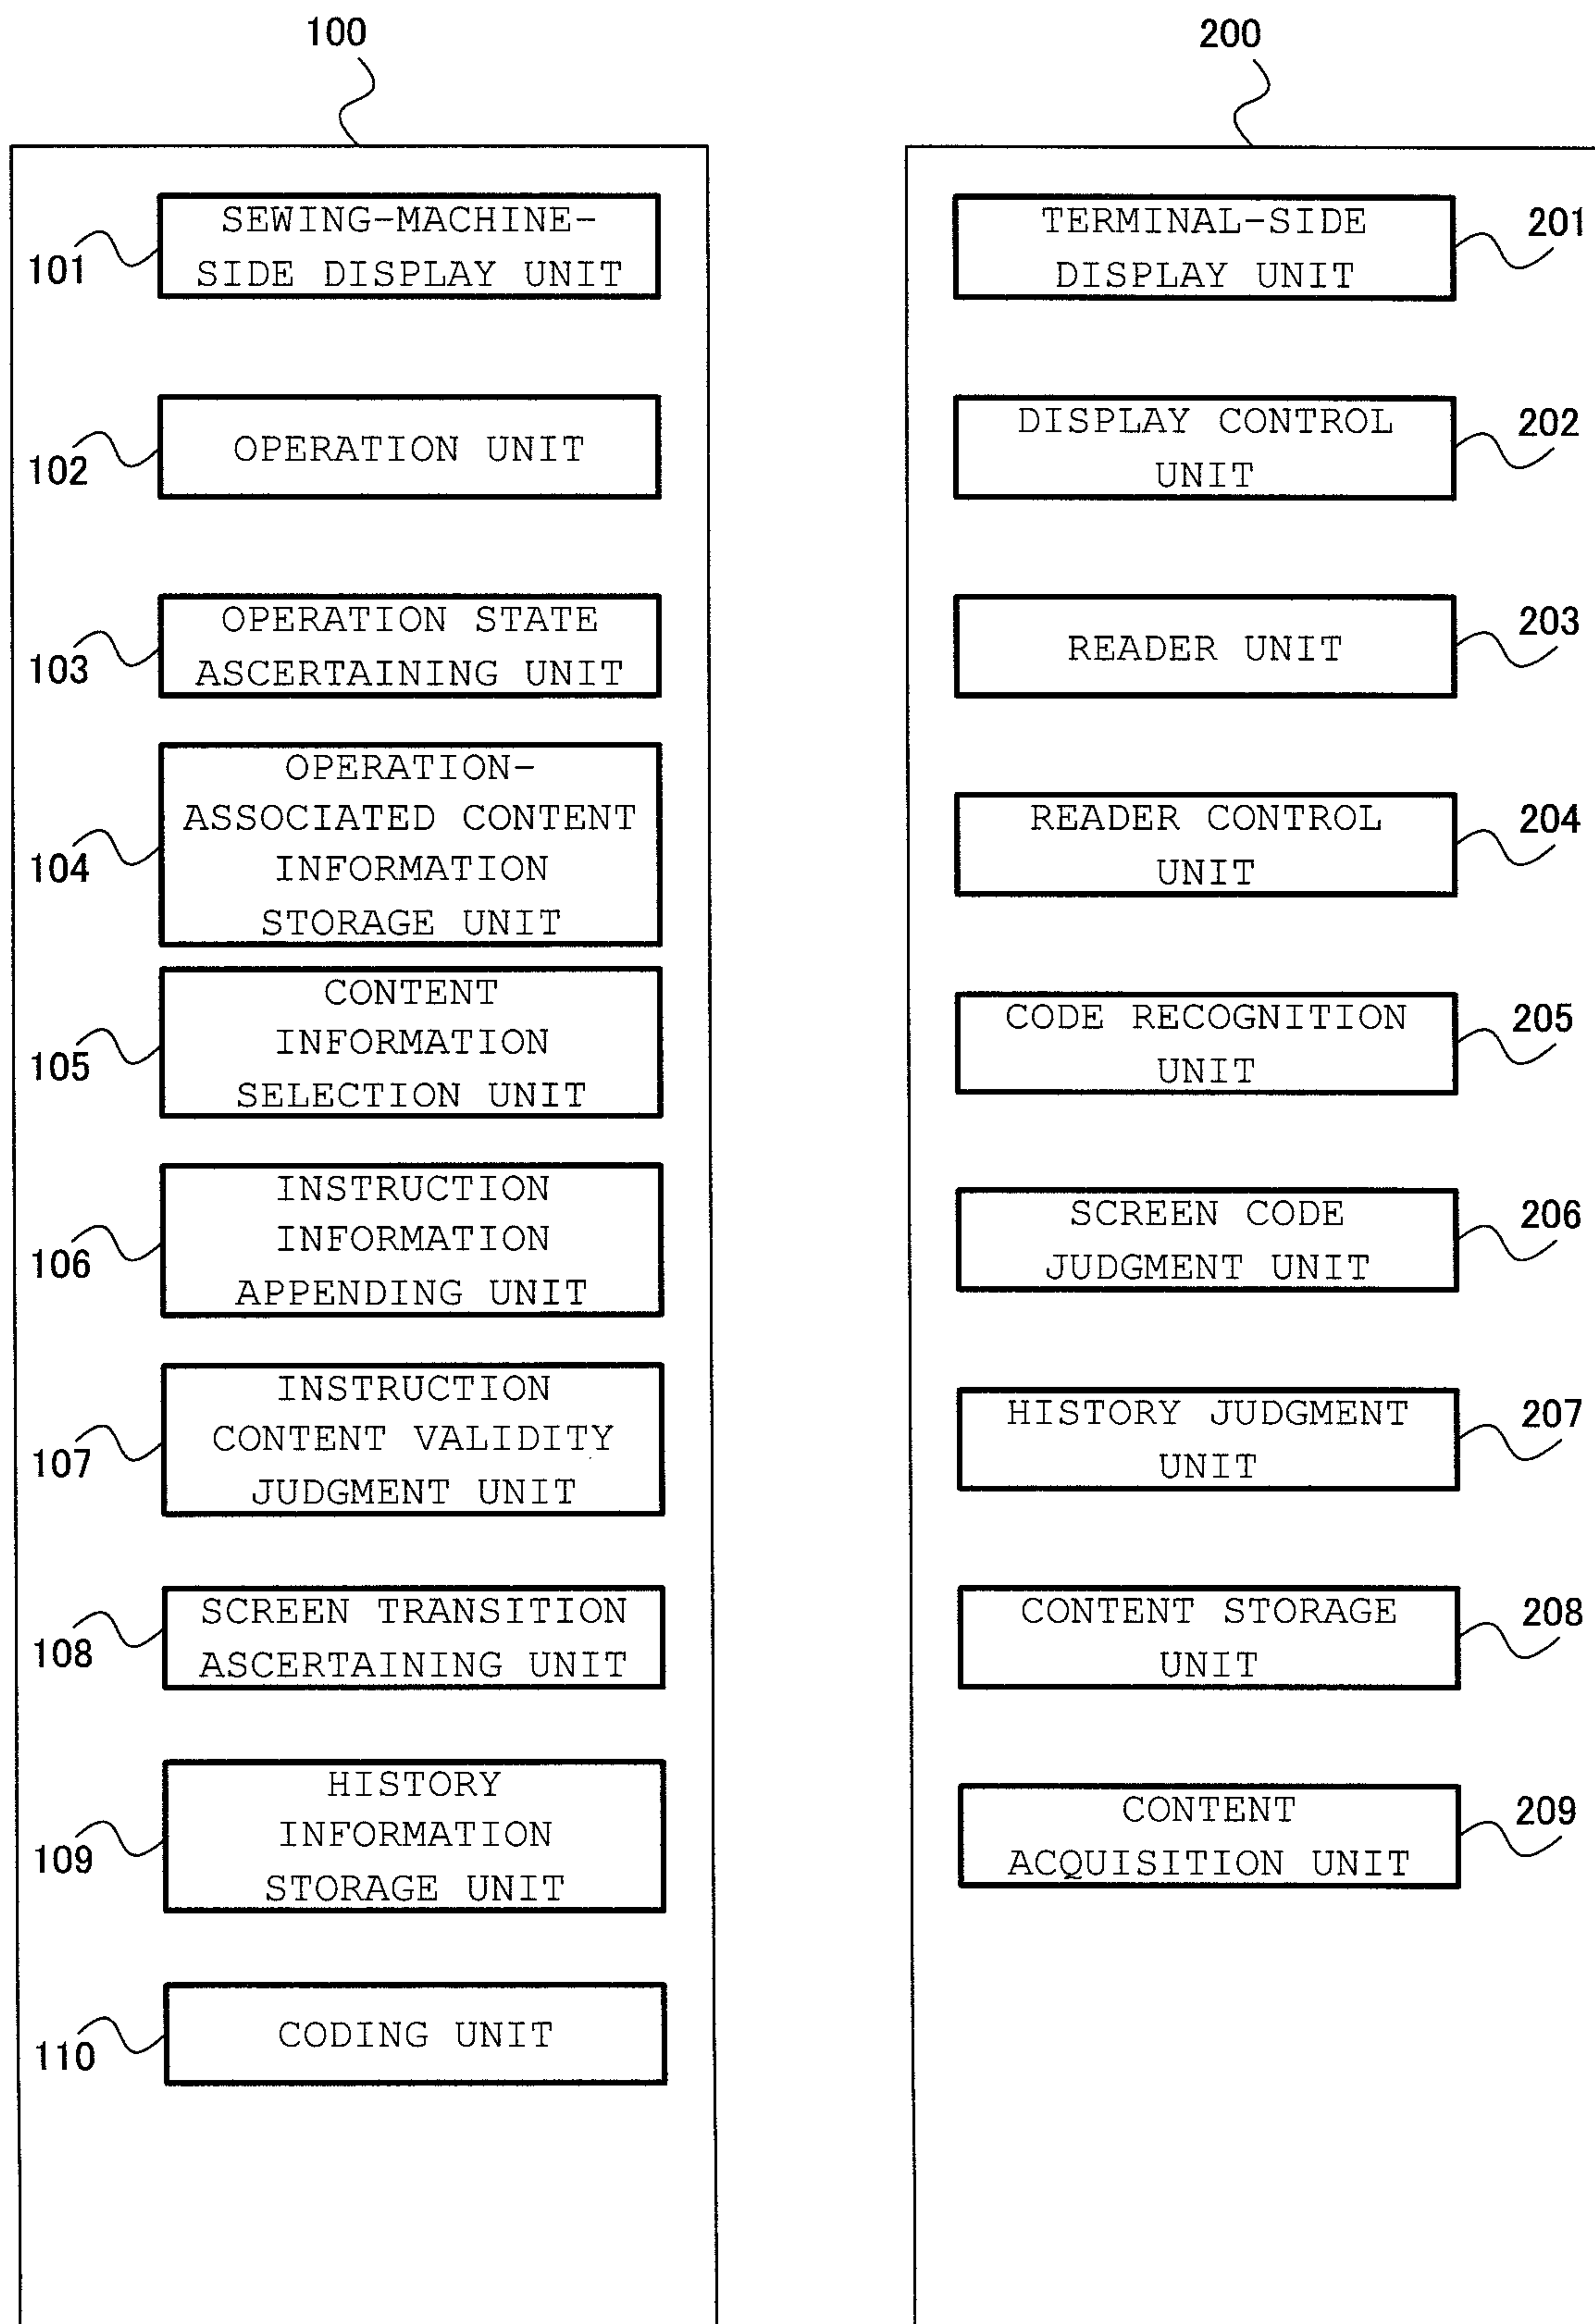 100
SEWING-MACHINE-
SIDE DISPLAY UNIT
101
OPERATION UNIT
102
OPERATION STATE
ASCERTAINING UNIT
103
OPERATION-
ASSOCIATED CONTENT
INFORMATION
STORAGE UNIT
104
CONTENT
INFORMATION
SELECTION UNIT
105
INSTRUCTION
INFORMATION
APPENDING UNIT
106
INSTRUCTION
CONTENT VALIDITY
JUDGMENT UNIT
107
SCREEN TRANSITION
ASCERTAINING UNIT
108
HISTORY
INFORMATION
STORAGE UNIT
109
CODING UNIT
110
200
TERMINAL-SIDE
DISPLAY UNIT
201
DISPLAY CONTROL
UNIT
202
READER UNIT
203
READER CONTROL
UNIT
204
CODE RECOGNITION
UNIT
205
SCREEN CODE
JUDGMENT UNIT
206
HISTORY JUDGMENT
UNIT
207
CONTENT STORAGE
UNIT
208
CONTENT
ACQUISITION UNIT
209